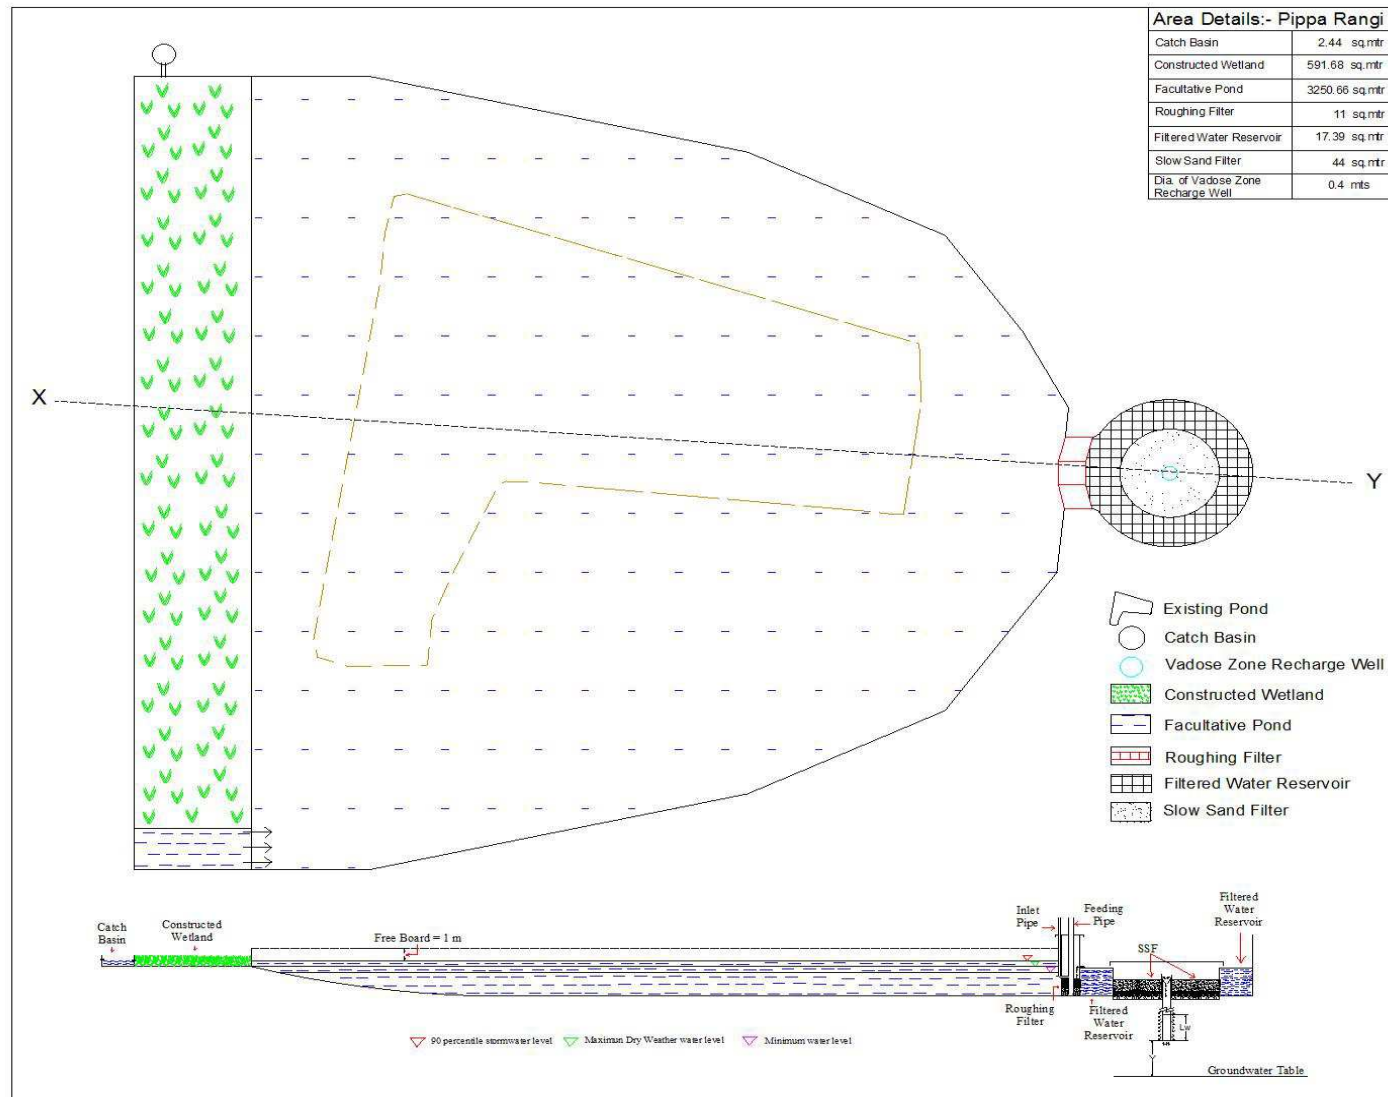 Area Details:- Pippa Rangi
Catch Basin 2.44 sq.mtr
Constructed Wetland 591.68 sq.mtr
Facultative Pond 3250.66 sq.mtr
Roughing Filter 11 sq.mtr
Filtered Water Reservoir 17.39 sq.mtr
Slow Sand Filter 44 sq.mtr
Dia. of Vadose Zone
Recharge Well 0.4 mts
X
Y
Existing Pond
Catch Basin
Vadose Zone Recharge Well
Constructed Wetland
Facultative Pond
Roughing Filter
Filtered Water Reservoir
Slow Sand Filter
Catch
Basin
Constructed
Wetland
Free Board = 1 m
Inlet
Pipe
Feeding
Pipe
SSF
Filtered
Water
Reservoir
Roughing
Filter
Filtered
Water
Reservoir
Lw
Y
90 percentile stormwater level
Maximun Dry Weather water level
Minimum water level
Groundwater Table